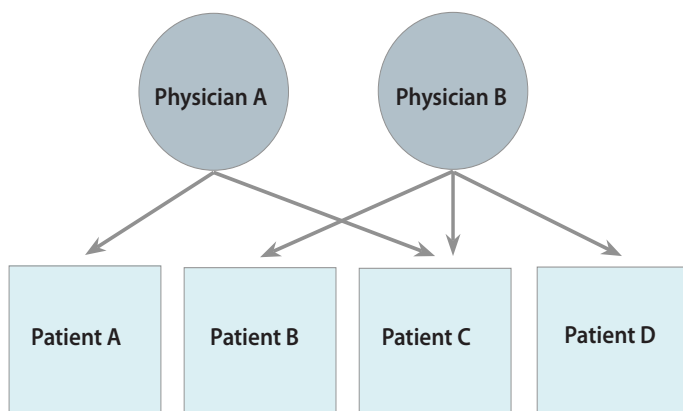 Physician A
Physician B
Patient A
Patient B
Patient C
Patient D